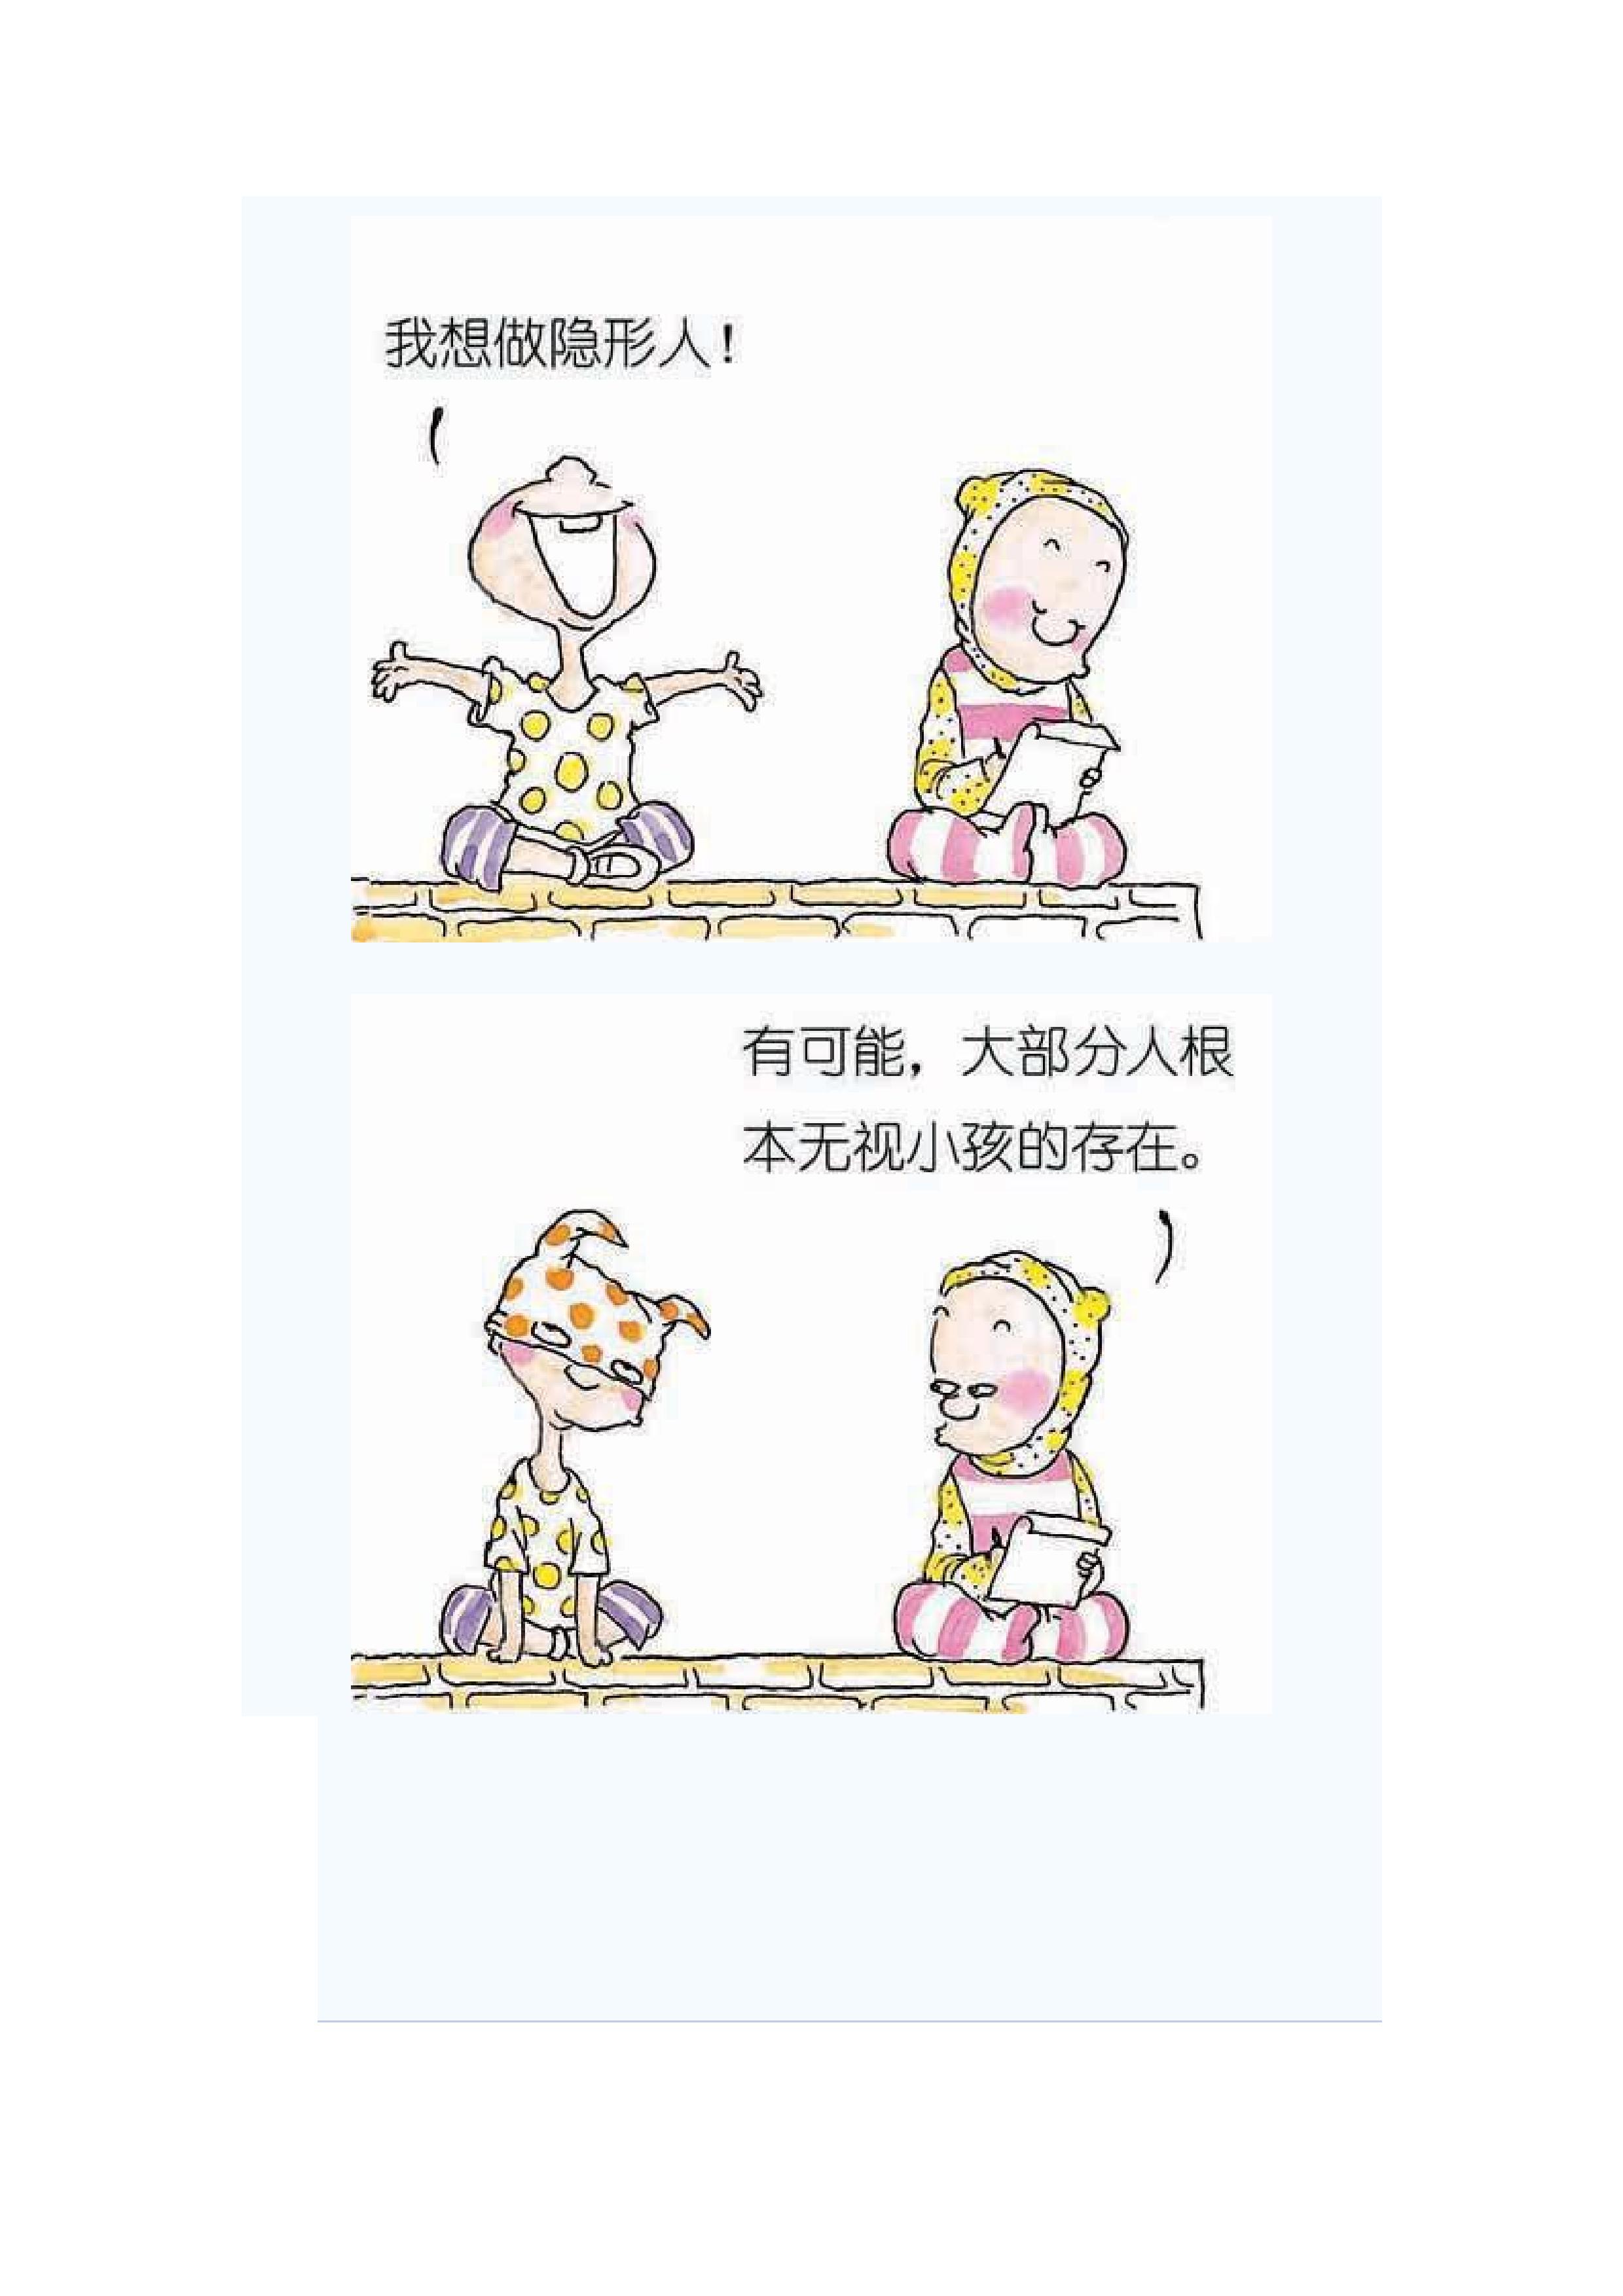 我想做隐形人！
有可能，大部分人根
本无视小孩的存在。